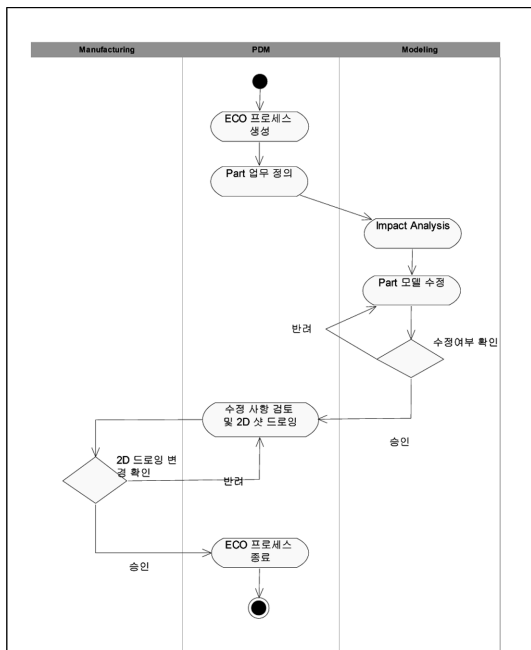 Manufacturing
PDM
Modeling
ECO 프로세스
생성
Part 업무 정의
Impact Analysis
Part 모델 수정
반려
수정여부 확인
수정 사항 검토
및 2D 샷 드로잉
승인
2D 드로잉 변
경 확인
반려
ECO 프로세스
종료
승인